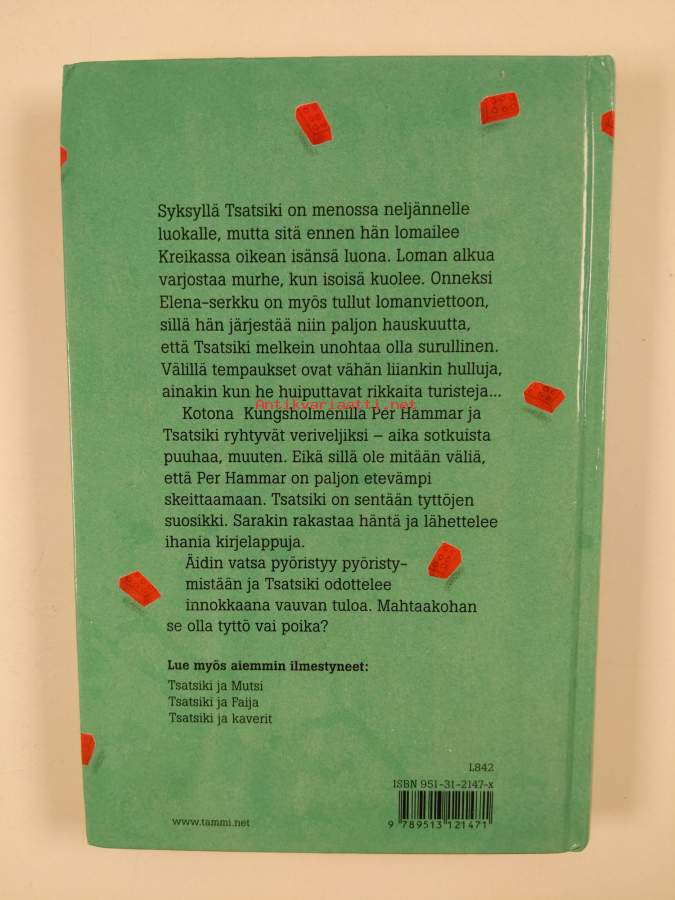 Syksyllä Tsatsiki on menossa neljännelle
luokalle, mutta sitä ennen hän lomailee
Kreikassa oikean isänsä luona. Loman alkua
varjostaa murhe, kun isoisä kuolee. Onneksi
Elena-serkku on myös tullut lomanviettoon,
sillä hän järjestää niin paljon hauskuutta,
että Tsatsiki melkein unohtaa olla surullinen.
Välillä tempaukset ovat vähän liiankin hulluja,
ainakin kun he huiputtavat rikkaita turisteja...
Antikvariaatti.net
Kotona Kungsholmenilla Per Hammar ja
Tsatsiki ryhtyvät veriveljiksi – aika sotkuista
puuhaa, muuten. Eikä sillä ole mitään väliä,
että Per Hammar on paljon etevämpi
skeittaamaan. Tsatsiki on sentään tyttöjen
suosikki. Sarakin rakastaa häntä ja lähettelee
ihania kirjelappuja.
Äidin vatsa pyöristyy pyöristy-
mistään ja Tsatsiki odottelee
innokkaana vauvan tuloa. Mahtaakohan
se olla tyttö vai poika?
Lue myös aiemmin ilmestyneet:
Tsatsiki ja Mutsi
Tsatsiki ja Faija
Tsatsiki ja kaverit
L842
ISBN 951-31-2147-x
www.tammi.net
9 789513 121471